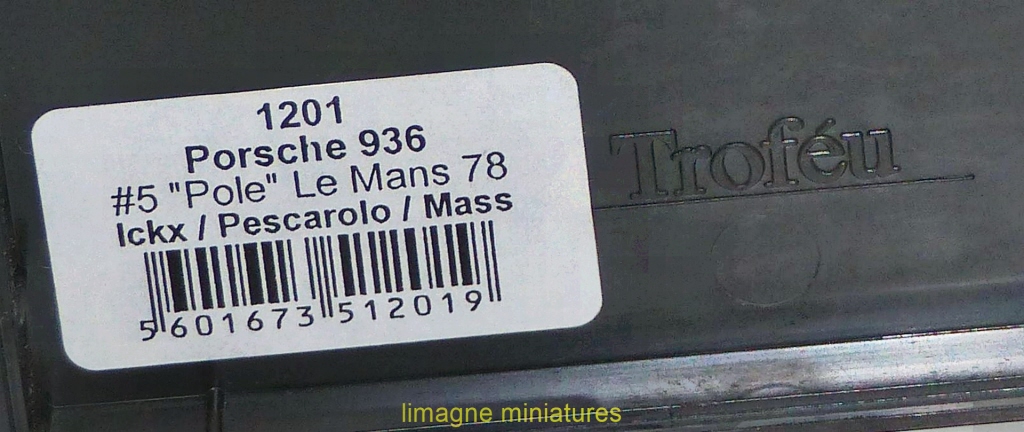 1201
Porsche 936
#5 "Pole" Le Mans 78
Ickx / Pescarolo / Mass
5 601673 512019
Troféu
limagne miniatures